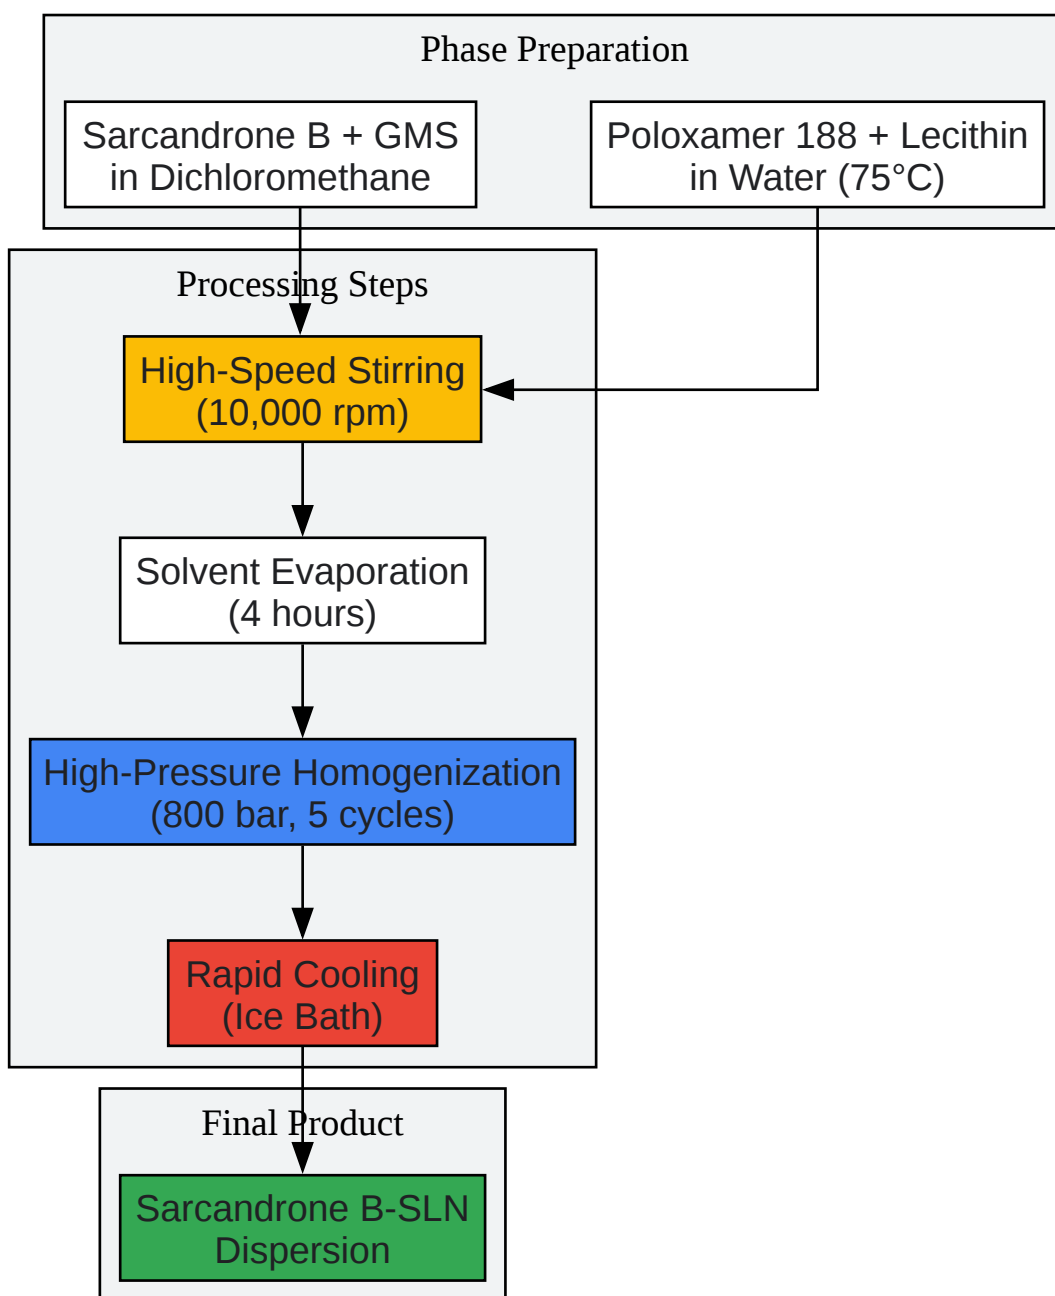 Phase Preparation
Sarcandrone B + GMS
in Dichloromethane
Poloxamer 188 + Lecithin
in Water (75°C)
Processing Steps
High-Speed Stirring
(10,000 rpm)
Solvent Evaporation
(4 hours)
High-Pressure Homogenization
(800 bar, 5 cycles)
Rapid Cooling
(Ice Bath)
Final Product
Sarcandrone B-SLN
Dispersion